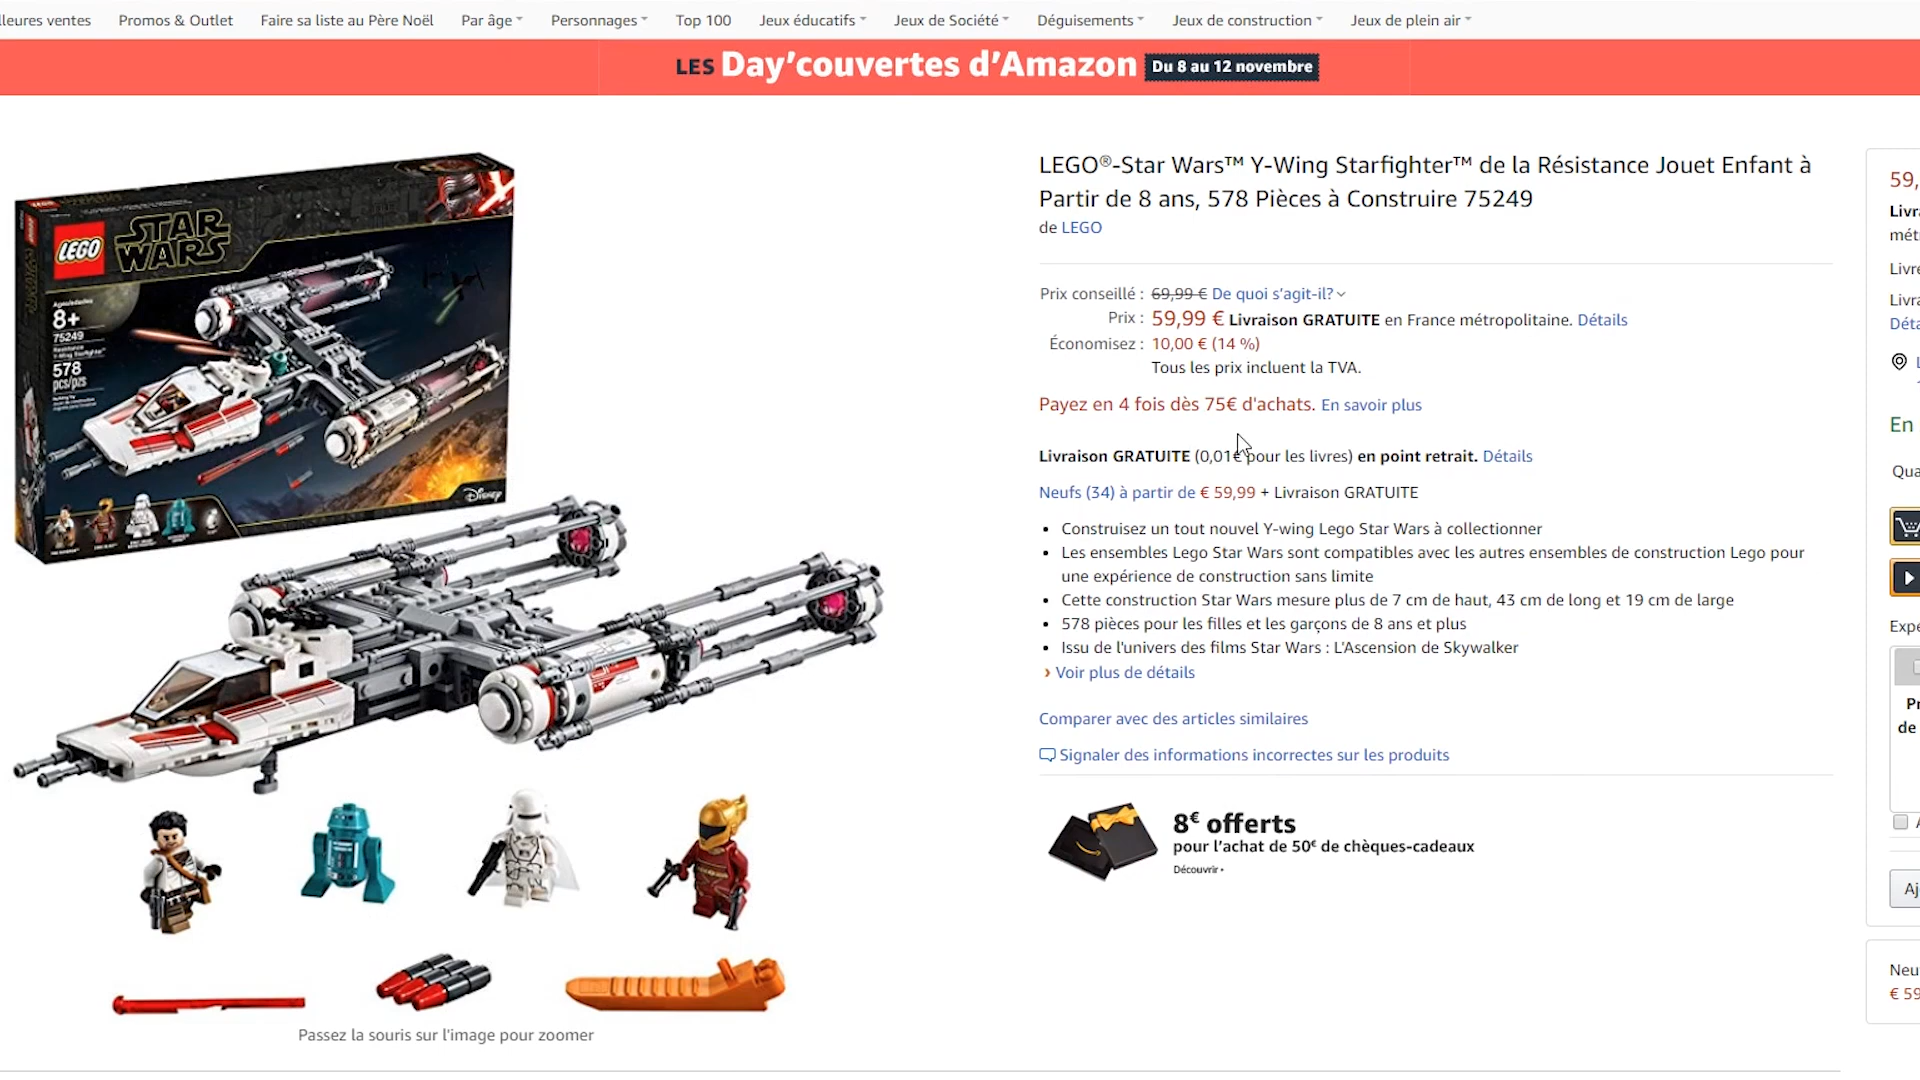 lleures ventes Promos & Outlet Faire sa liste au Père Noël Par âge Personnages Top 100 Jeux éducatifs Jeux de Société Déguisements Jeux de construction Jeux de plein air
LES Day'couvertes d'Amazon Du 8 au 12 novembre
LEGO
STAR WARS
8+
75249
Resistance
Y-Wing Starfighter™
578
pcs/pzs
Disney
Passez la souris sur l'image pour zoomer
LEGO®-Star Wars™ Y-Wing Starfighter™ de la Résistance Jouet Enfant à
Partir de 8 ans, 578 Pièces à Construire 75249
de LEGO
Prix conseillé : 69,99 € De quoi s'agit-il?
Prix : 59,99 € Livraison GRATUITE en France métropolitaine. Détails
Économisez : 10,00 € (14 %)
Tous les prix incluent la TVA.
Payez en 4 fois dès 75€ d'achats. En savoir plus
Livraison GRATUITE (0,01€ pour les livres) en point retrait. Détails
Neufs (34) à partir de € 59,99 + Livraison GRATUITE
• Construisez un tout nouvel Y-wing Lego Star Wars à collectionner
• Les ensembles Lego Star Wars sont compatibles avec les autres ensembles de construction Lego pour
une expérience de construction sans limite
• Cette construction Star Wars mesure plus de 7 cm de haut, 43 cm de long et 19 cm de large
• 578 pièces pour les filles et les garçons de 8 ans et plus
• Issu de l'univers des films Star Wars : L'Ascension de Skywalker
› Voir plus de détails
Comparer avec des articles similaires
Signaler des informations incorrectes sur les produits
8€ offerts
pour l'achat de 50€ de chèques-cadeaux
Découvrir
59,
Livra
mét
Livre
Livra
Déta
En
Qua
Expé
Pr
de
Aj
Neu
€ 59